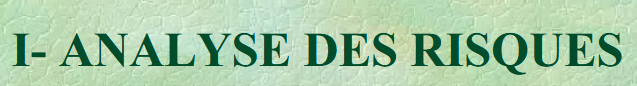 I- ANALYSE DES RISQUES